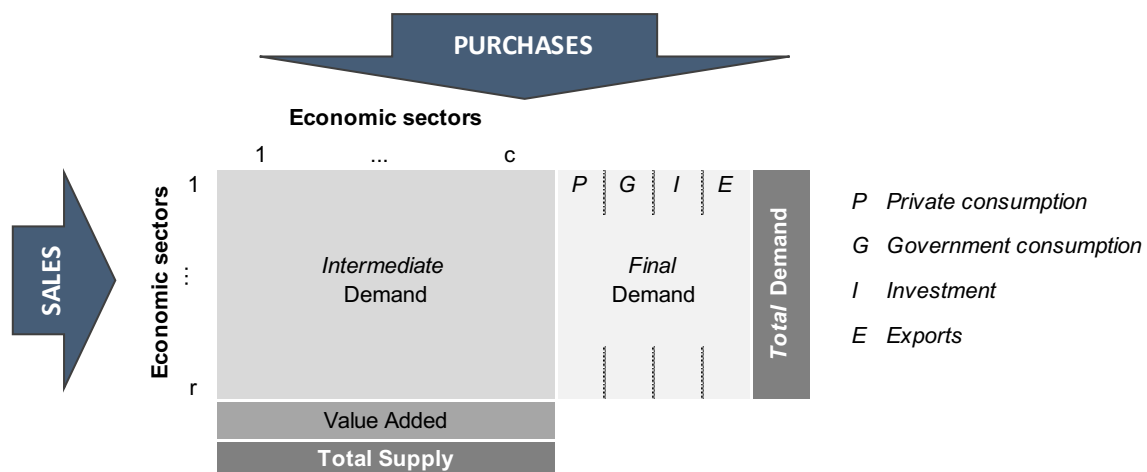 PURCHASES
Economic sectors
1 ... c
SALES
Economic sectors
1
...
r
P G I E
Intermediate
Demand
Final
Demand
Total Demand
Value Added
Total Supply
P Private consumption
G Government consumption
I Investment
E Exports